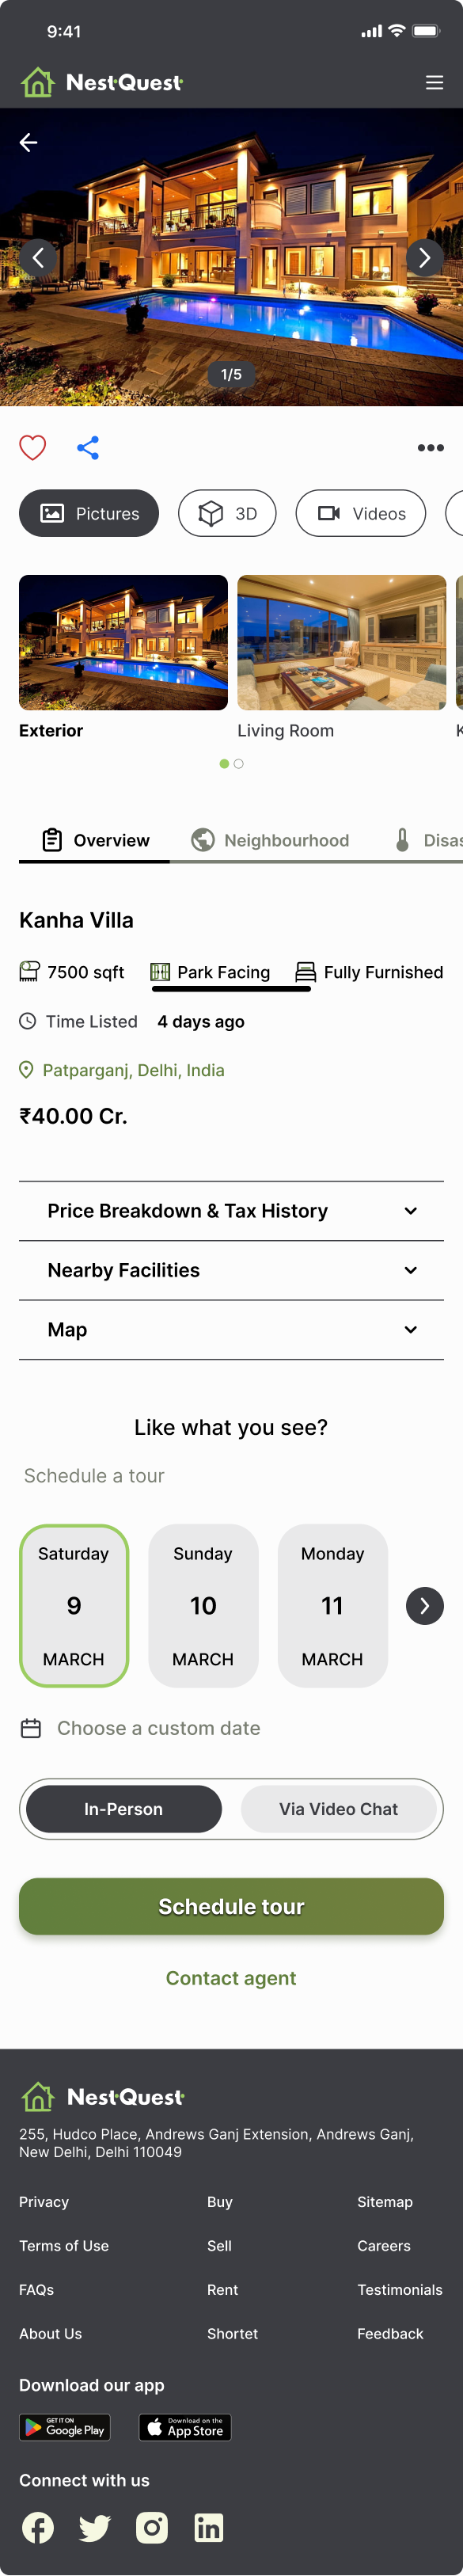 9:41
NestQuest
1/5
Pictures
3D
Videos
Exterior
Living Room
K
Overview
Neighbourhood
Disas
Kanha Villa
7500 sqft
Park Facing
Fully Furnished
Time Listed
4 days ago
Patparganj, Delhi, India
₹40.00 Cr.
Price Breakdown & Tax History
Nearby Facilities
Map
Like what you see?
Schedule a tour
Saturday
9
MARCH
Sunday
10
MARCH
Monday
11
MARCH
Choose a custom date
In-Person
Via Video Chat
Schedule tour
Contact agent
NestQuest
255, Hudco Place, Andrews Ganj Extension, Andrews Ganj,
New Delhi, Delhi 110049
Privacy
Buy
Sitemap
Terms of Use
Sell
Careers
FAQs
Rent
Testimonials
About Us
Shortet
Feedback
Download our app
GET IT ON
Google Play
Download on the
App Store
Connect with us